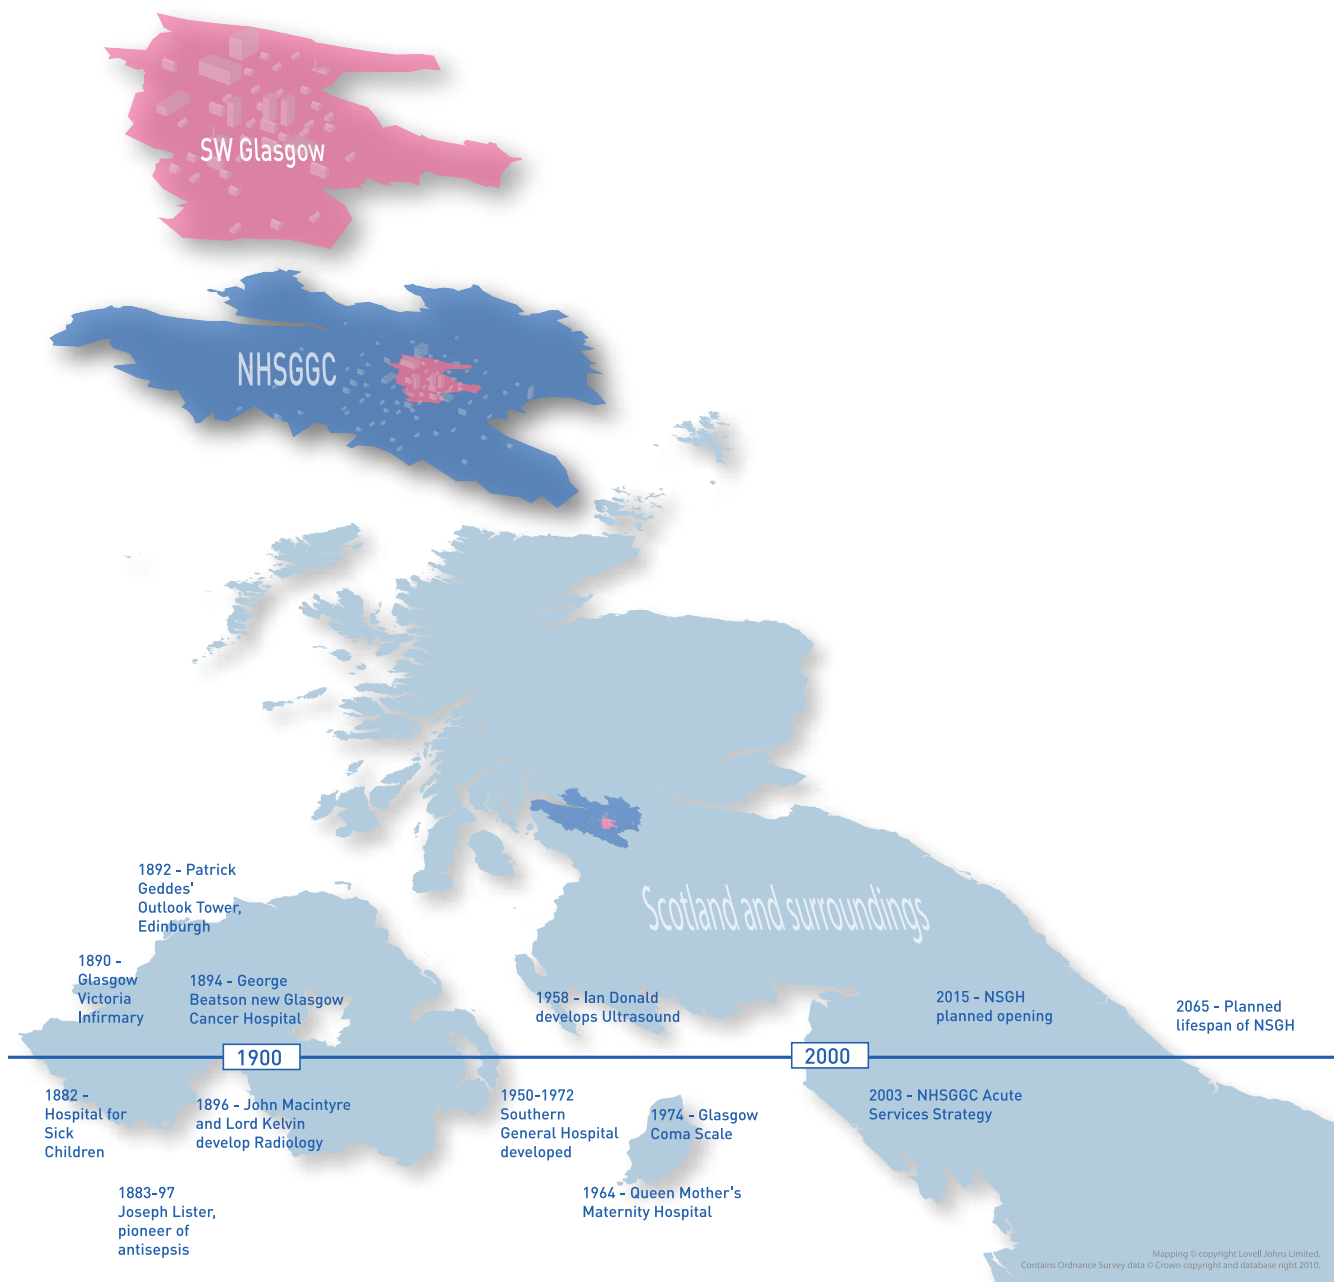 SW Glasgow
NHSGGC
Scotland and surroundings
1892 - Patrick
Geddes'
Outlook Tower,
Edinburgh
1890 -
Glasgow
Victoria
Infirmary
1894 - George
Beatson new Glasgow
Cancer Hospital
1958 - Ian Donald
develops Ultrasound
2015 - NSGH
planned opening
2065 - Planned
lifespan of NSGH
1900
2000
1882 -
Hospital for
Sick
Children
1896 - John Macintyre
and Lord Kelvin
develop Radiology
1950-1972
Southern
General Hospital
developed
1974 - Glasgow
Coma Scale
2003 - NHSGGC Acute
Services Strategy
1883-97
Joseph Lister,
pioneer of
antisepsis
1964 - Queen Mother's
Maternity Hospital
Mapping © copyright Lovell Johns Limited.
Contains Ordnance Survey data © Crown copyright and database right 2010.